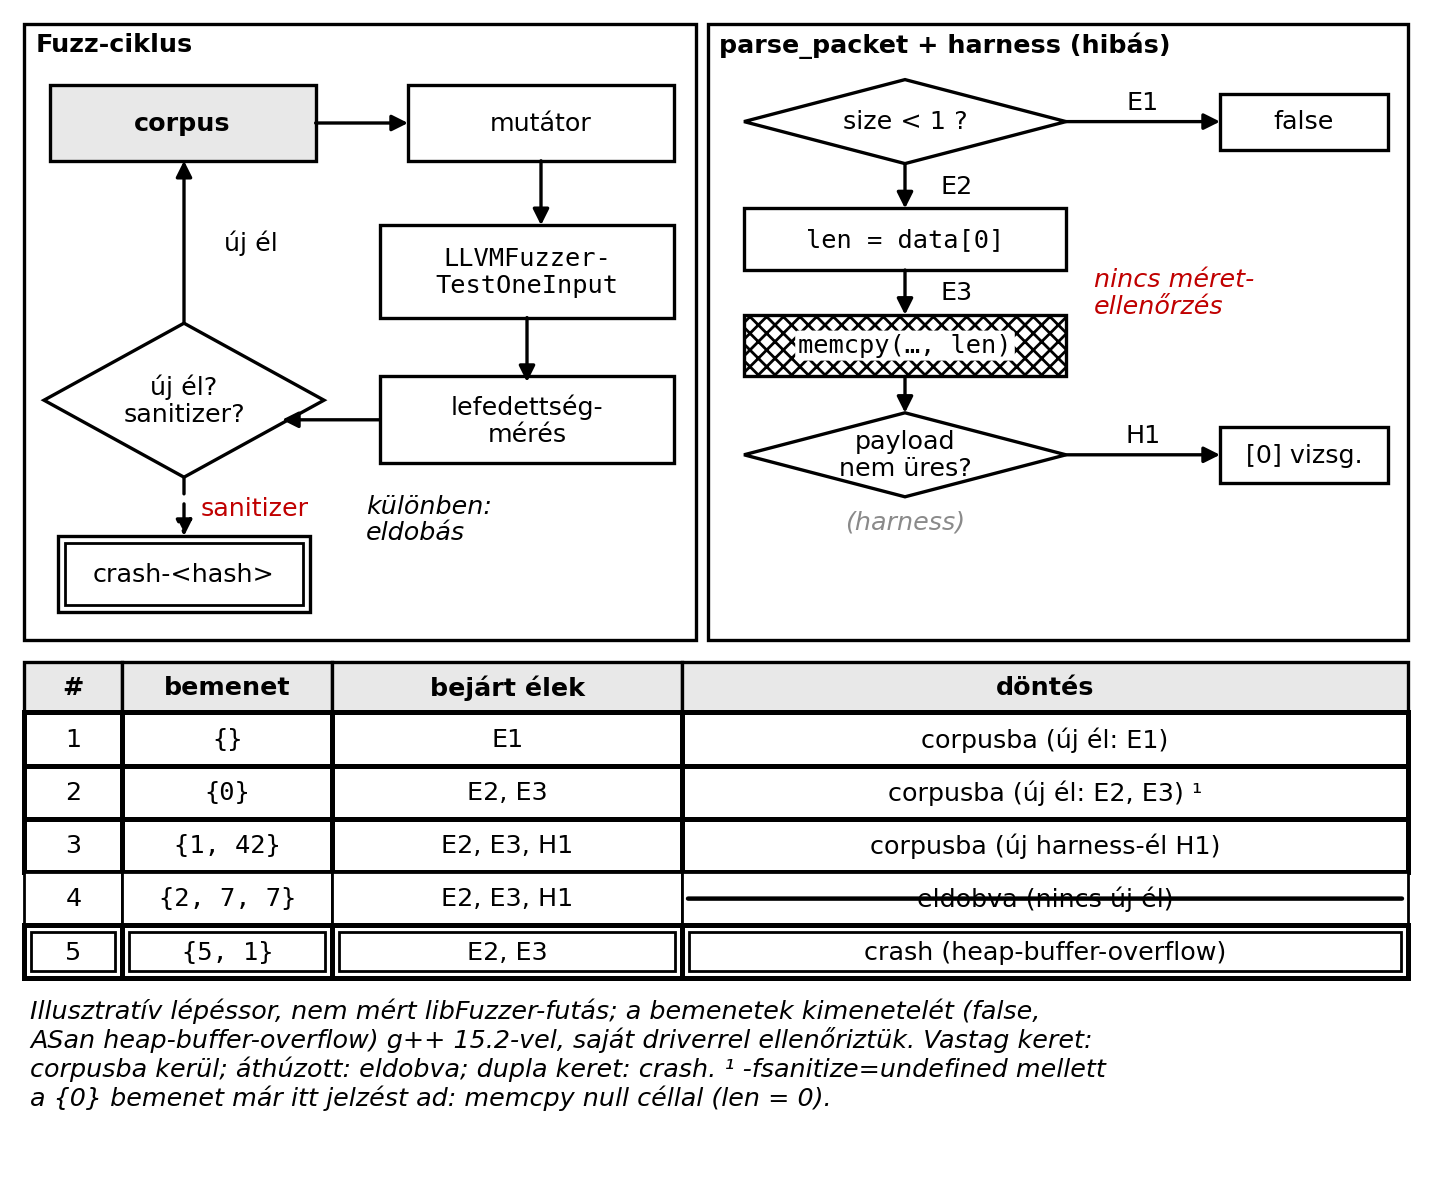 Fuzz-ciklus
corpus
mutátor
új él
LLVMFuzzer-
TestOneInput
új él?
sanitizer?
lefedettség-
mérés
sanitizer
különben:
eldobás
crash-<hash>
parse_packet + harness (hibás)
size < 1 ?
E1
false
E2
len = data[0]
nincs méret-
ellenőrzés
E3
memcpy(…, len)
payload
nem üres?
H1
[0] vizsg.
(harness)
# bemenet bejárt élek döntés
1 {} E1 corpusba (új él: E1)
2 {0} E2, E3 corpusba (új él: E2, E3) ¹
3 {1, 42} E2, E3, H1 corpusba (új harness-él H1)
4 {2, 7, 7} E2, E3, H1 eldobva (nincs új él)
5 {5, 1} E2, E3 crash (heap-buffer-overflow)
Illusztratív lépéssor, nem mért libFuzzer-futás; a bemenetek kimenetelét (false,
ASan heap-buffer-overflow) g++ 15.2-vel, saját driverrel ellenőriztük. Vastag keret:
corpusba kerül; áthúzott: eldobva; dupla keret: crash. ¹ -fsanitize=undefined mellett
a {0} bemenet már itt jelzést ad: memcpy null céllal (len = 0).